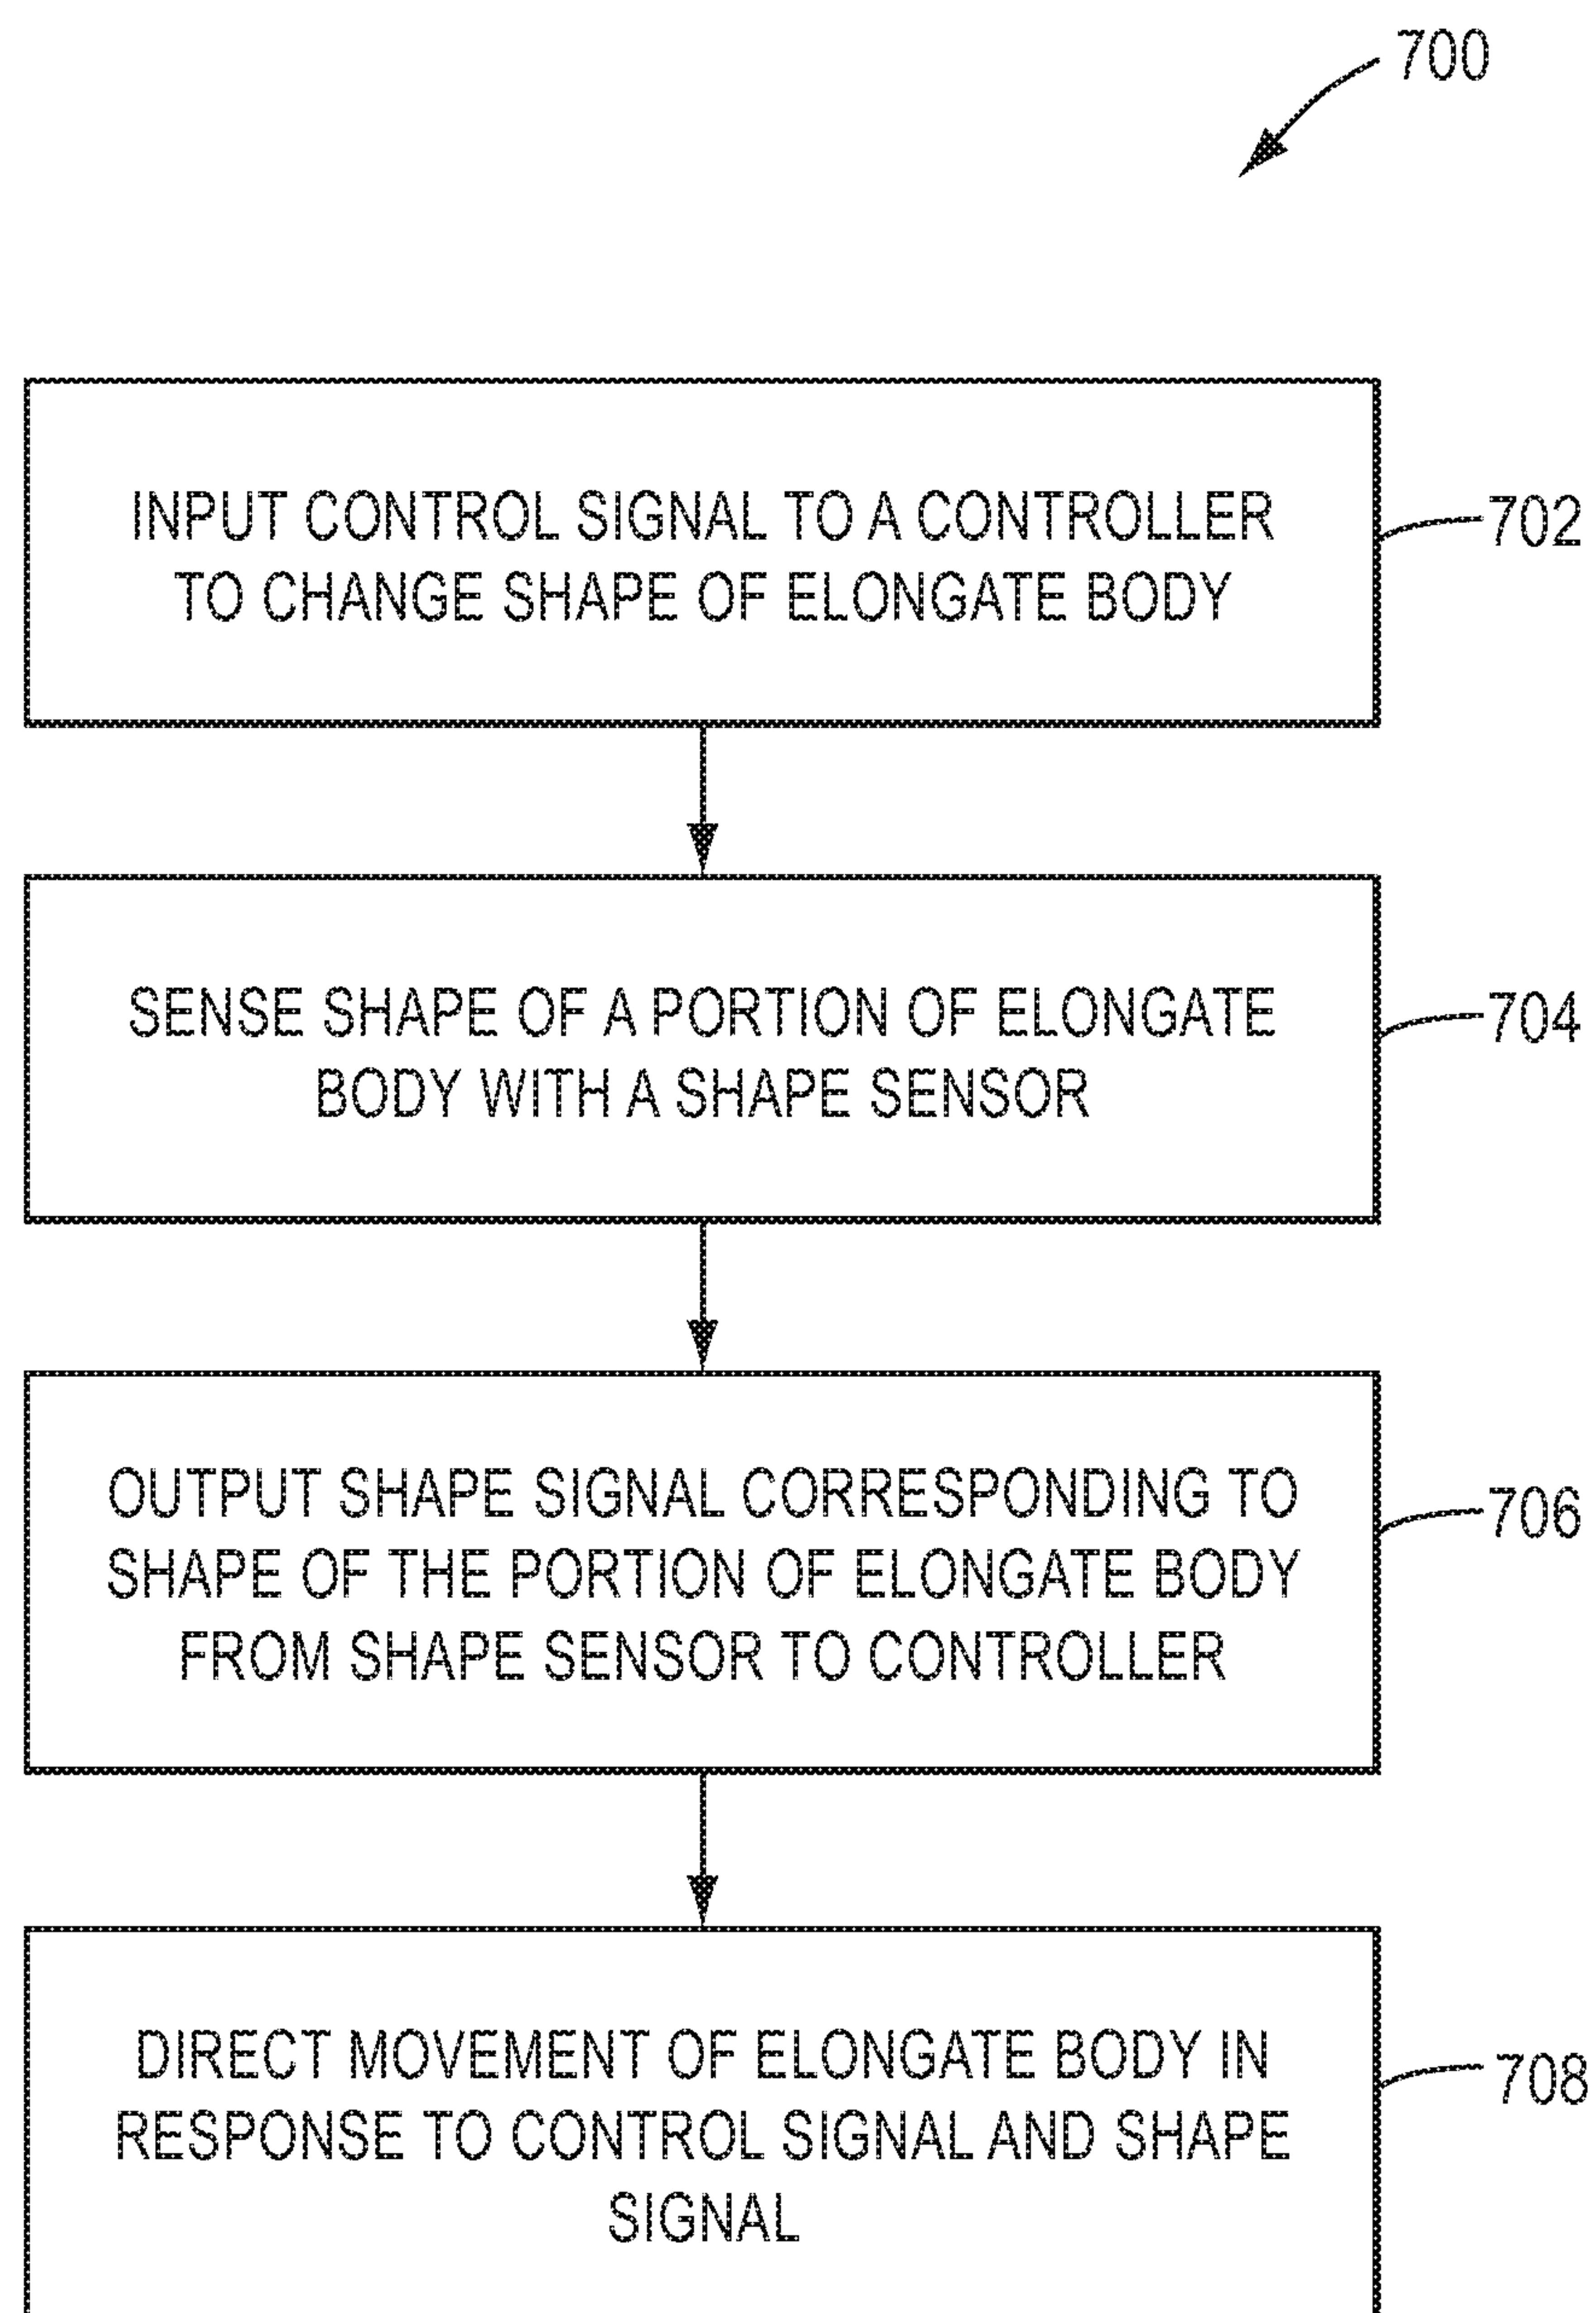 700
INPUT CONTROL SIGNAL TO A CONTROLLER
TO CHANGE SHAPE OF ELONGATE BODY
702
SENSE SHAPE OF A PORTION OF ELONGATE
BODY WITH A SHAPE SENSOR
704
OUTPUT SHAPE SIGNAL CORRESPONDING TO
SHAPE OF THE PORTION OF ELONGATE BODY
FROM SHAPE SENSOR TO CONTROLLER
706
DIRECT MOVEMENT OF ELONGATE BODY IN
RESPONSE TO CONTROL SIGNAL AND SHAPE
SIGNAL
708